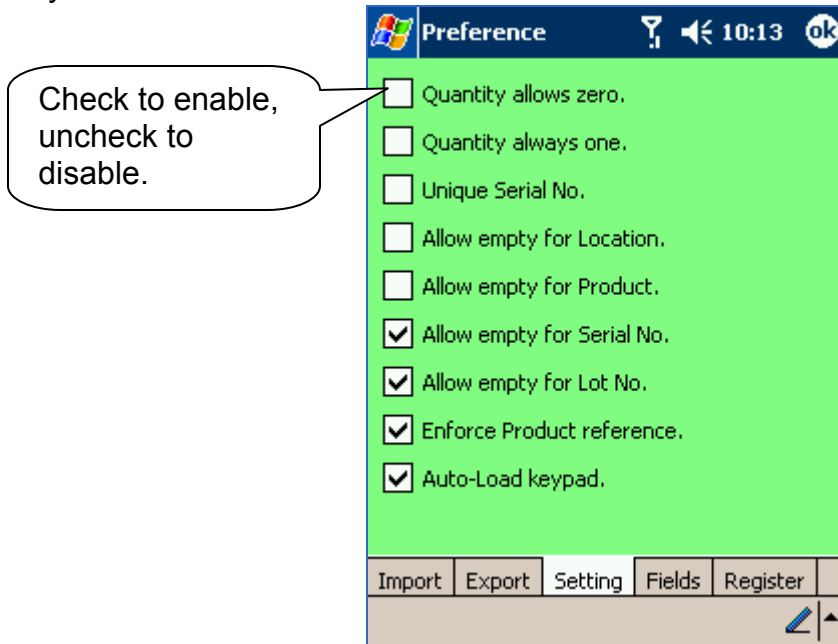 Preference 10:13 ok
Check to enable,
uncheck to
disable.
Quantity allows zero.
Quantity always one.
Unique Serial No.
Allow empty for Location.
Allow empty for Product.
Allow empty for Serial No.
Allow empty for Lot No.
Enforce Product reference.
Auto-Load keypad.
Import Export Setting Fields Register